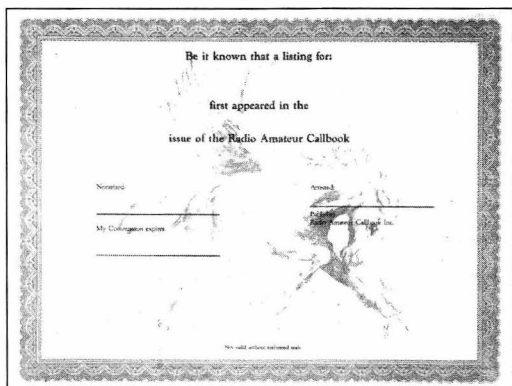 Be it known that a listing for:
first appeared in the
issue of the Radio Amateur Callbook
Notarized:
Attested:
My Commission expires
Publisher
Radio Amateur Callbook Inc.
Not valid without embossed seal.